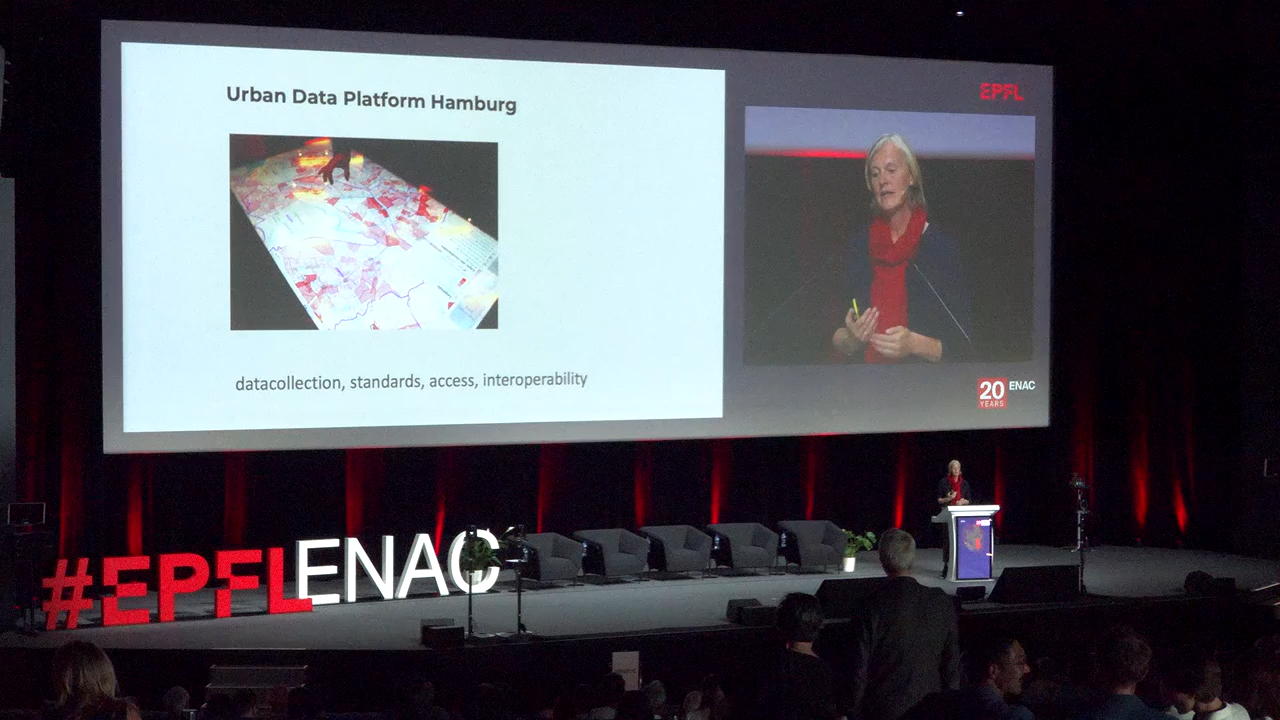 Urban Data Platform Hamburg
datacollection, standards, access, interoperability
EPFL
20 ENAC
YEARS
#EPFLENAC